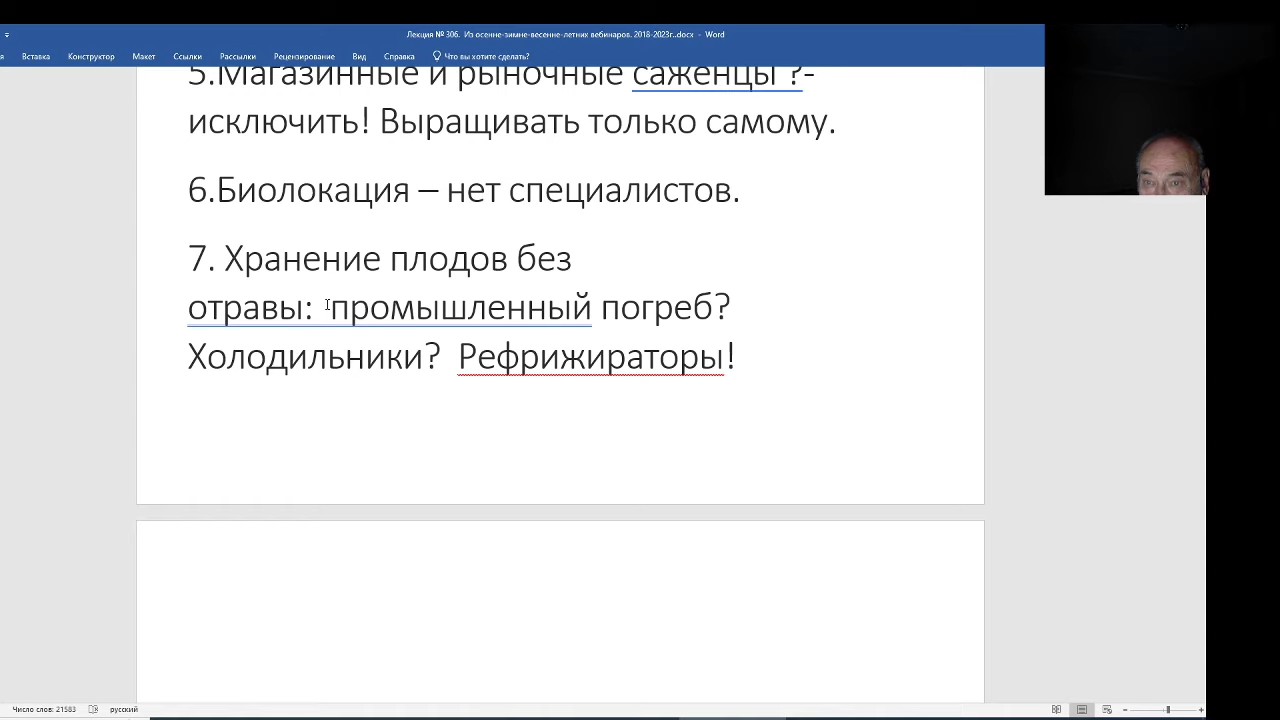 Лекция № 306. Из осенне-зимне-весенне-летних вебинаров. 2018-2023г..docx - Word
Вставка Конструктор Макет Ссылки Рассылки Рецензирование Вид Справка Что вы хотите сделать?
5.Магазинные и рыночные саженцы ?-
исключить! Выращивать только самому.
6.Биолокация – нет специалистов.
7. Хранение плодов без
отравы: промышленный погреб?
Холодильники? Рефрижираторы!
Число слов: 21583 русский